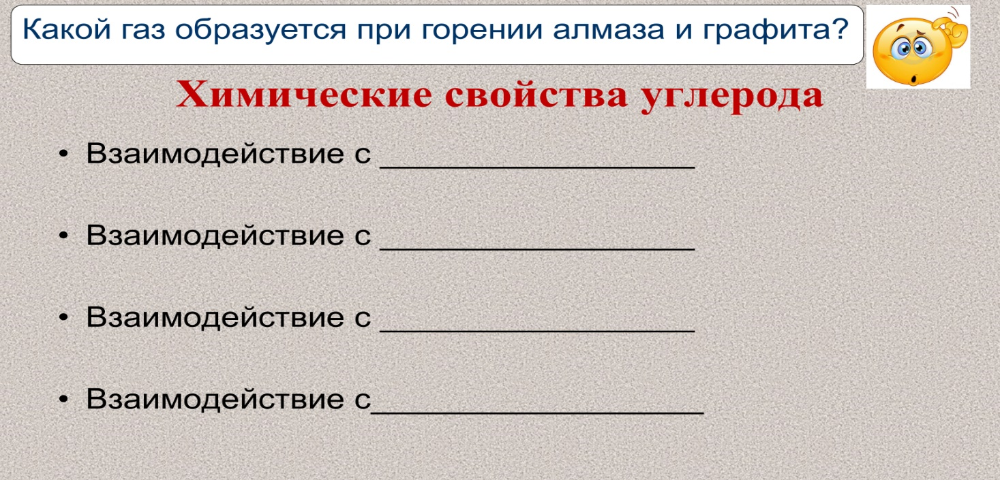 Какой газ образуется при горении алмаза и графита?
Химические свойства углерода
• Взаимодействие с ___________________
• Взаимодействие с ___________________
• Взаимодействие с ___________________
• Взаимодействие с____________________